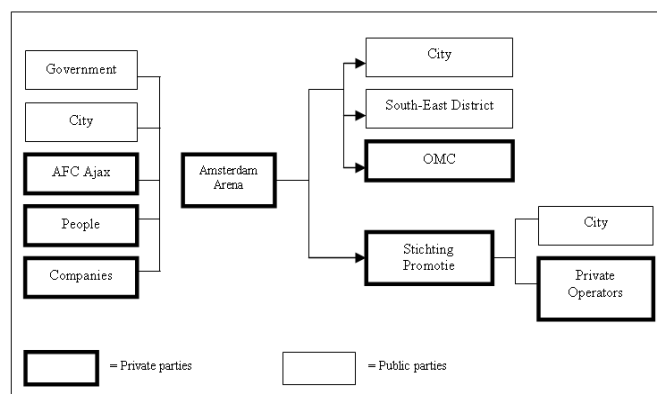 Government
City
AFC Ajax
People
Companies
Amsterdam
Arena
City
South-East District
OMC
Stichting
Promotie
City
Private
Operators
= Private parties
= Public parties